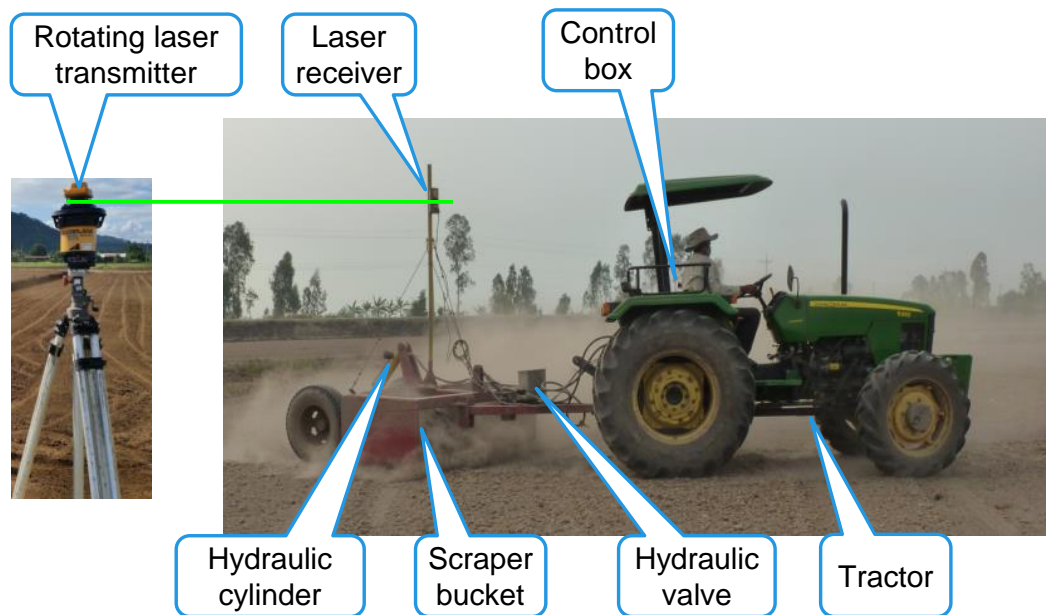 Rotating laser
transmitter
Laser
receiver
Control
box
Hydraulic
cylinder
Scraper
bucket
Hydraulic
valve
Tractor